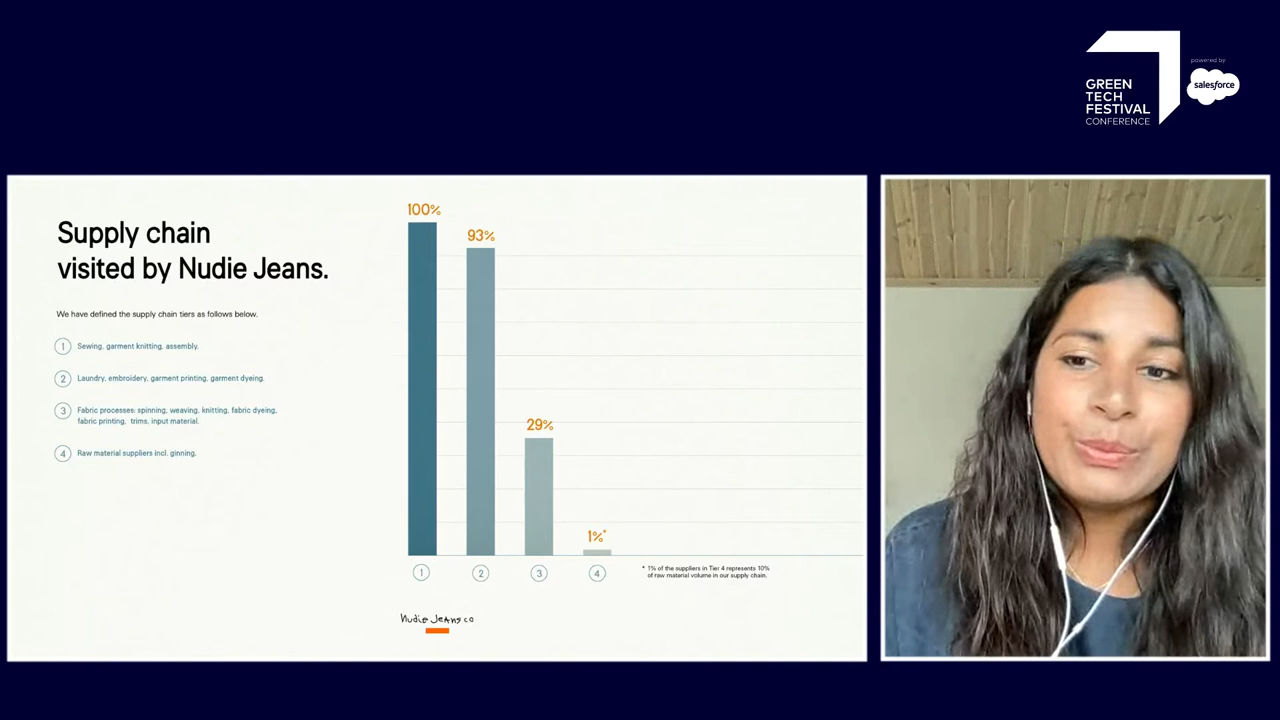 GREEN
TECH
FESTIVAL
CONFERENCE
powered by
salesforce
Supply chain
visited by Nudie Jeans.
We have defined the supply chain tiers as follows below.
1 Sewing, garment knitting, assembly.
2 Laundry, embroidery, garment printing, garment dyeing.
3 Fabric processes: spinning, weaving, knitting, fabric dyeing,
fabric printing, trims, input material.
4 Raw material suppliers incl. ginning.
100%
93%
29%
1%*
1 2 3 4
* 1% of the suppliers in Tier 4 represents 10%
of raw material volume in our supply chain.
Nudie Jeans co